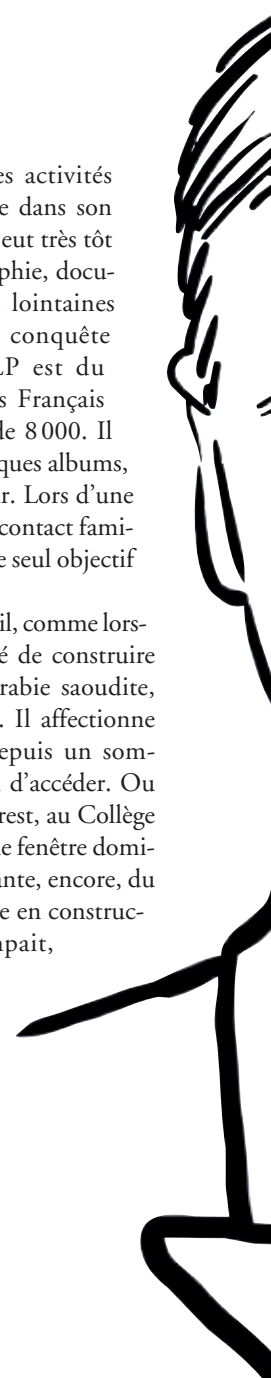 es activités
e dans son
eut très tôt
phie, docu-
lointaines
conquête
LP est du
s Français
de 8 000. Il
ques albums,
r. Lors d’une
contact fami-
e seul objectif
il, comme lors-
é de construire
rabie saoudite,
. Il affectionne
epuis un som-
d’accéder. Ou
rest, au Collège
e fenêtre domi-
ante, encore, du
e en construc-
pait,